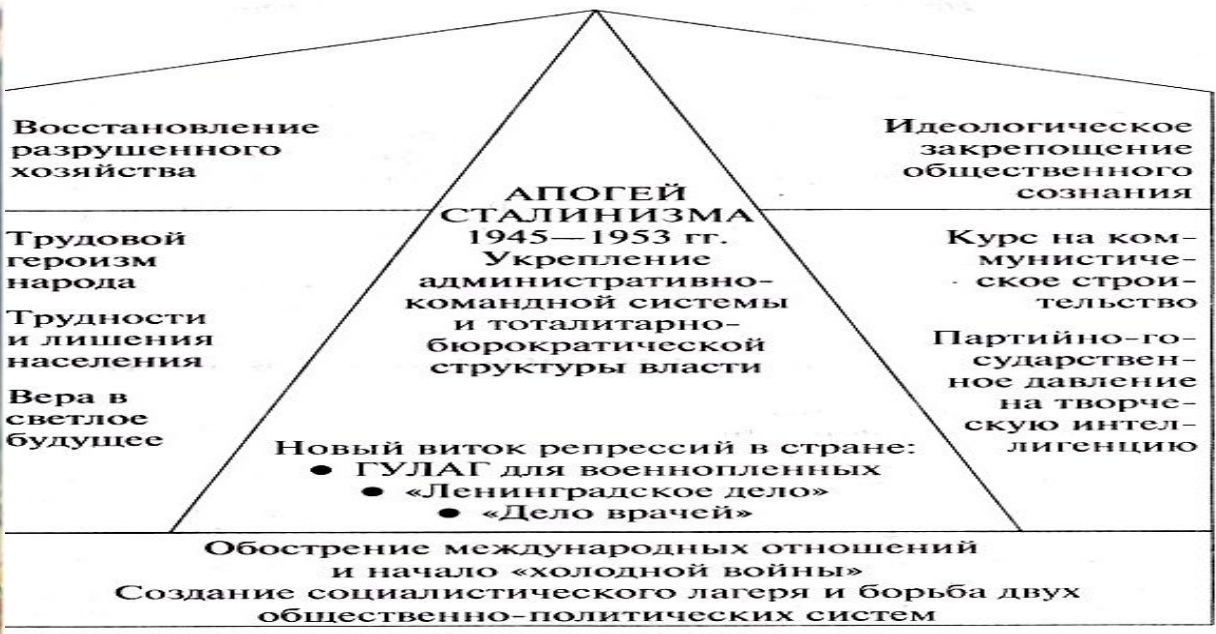 Восстановление
разрушенного
хозяйства
Трудовой
героизм
народа
Трудности
и лишения
населения
Вера в
светлое
будущее
АПОГЕЙ
СТАЛИНИЗМА
1945—1953 гг.
Укрепление
административно-
командной системы
и тоталитарно-
бюрократической
структуры власти
Новый виток репрессий в стране:
● ГУЛАГ для военнопленных
● «Ленинградское дело»
● «Дело врачей»
Идеологическое
закрепощение
общественного
сознания
Курс на ком-
мунистиче-
ское строи-
тельство
Партийно-го-
сударствен-
ное давление
на творче-
скую интел-
лигенцию
Обострение международных отношений
и начало «холодной войны»
Создание социалистического лагеря и борьба двух
общественно-политических систем